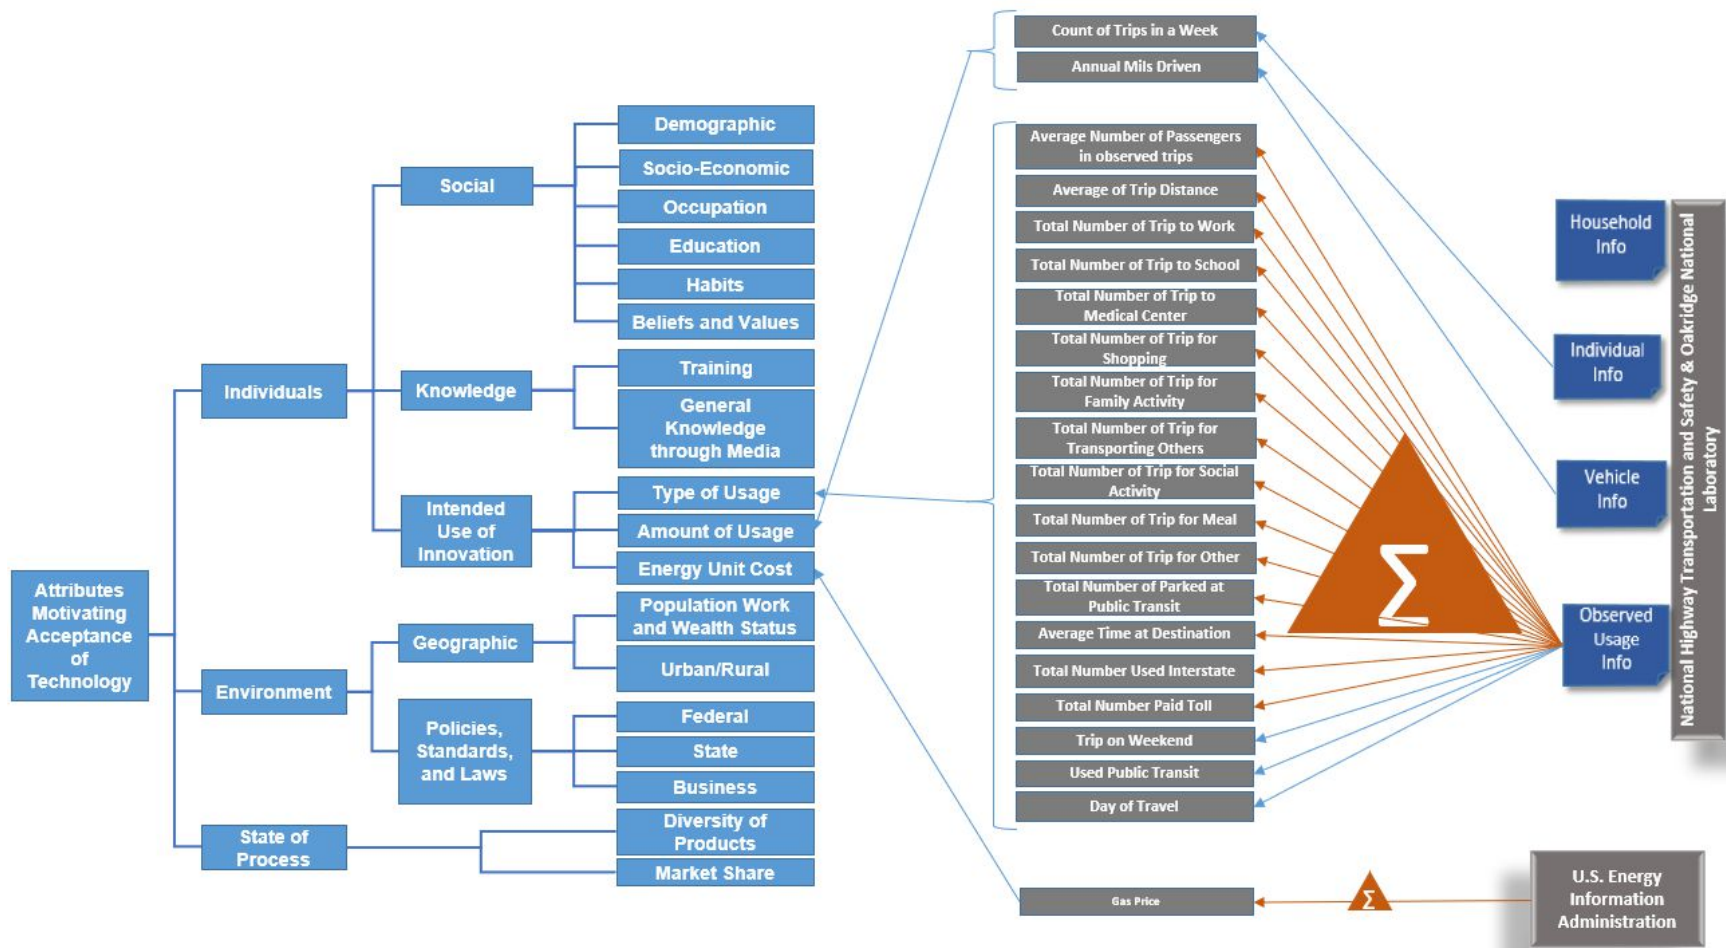 Attributes
Motivating
Acceptance
of
Technology
Individuals
Environment
State of
Process
Social
Knowledge
Intended
Use of
Innovation
Geographic
Policies,
Standards,
and Laws
Demographic
Socio-Economic
Occupation
Education
Habits
Beliefs and Values
Training
General
Knowledge
through Media
Type of Usage
Amount of Usage
Energy Unit Cost
Population Work
and Wealth Status
Urban/Rural
Federal
State
Business
Diversity of
Products
Market Share
Count of Trips in a Week
Annual Mils Driven
Average Number of Passengers
in observed trips
Average of Trip Distance
Total Number of Trip to Work
Total Number of Trip to School
Total Number of Trip to
Medical Center
Total Number of Trip for
Shopping
Total Number of Trip for
Family Activity
Total Number of Trip for
Transporting Others
Total Number of Trip for Social
Activity
Total Number of Trip for Meal
Total Number of Trip for Other
Total Number of Parked at
Public Transit
Average Time at Destination
Total Number Used Interstate
Total Number Paid Toll
Trip on Weekend
Used Public Transit
Day of Travel
Gas Price
Σ
Σ
Household
Info
Individual
Info
Vehicle
Info
Observed
Usage
Info
National Highway Transportation and Safety & Oakridge National
Laboratory
U.S. Energy
Information
Administration